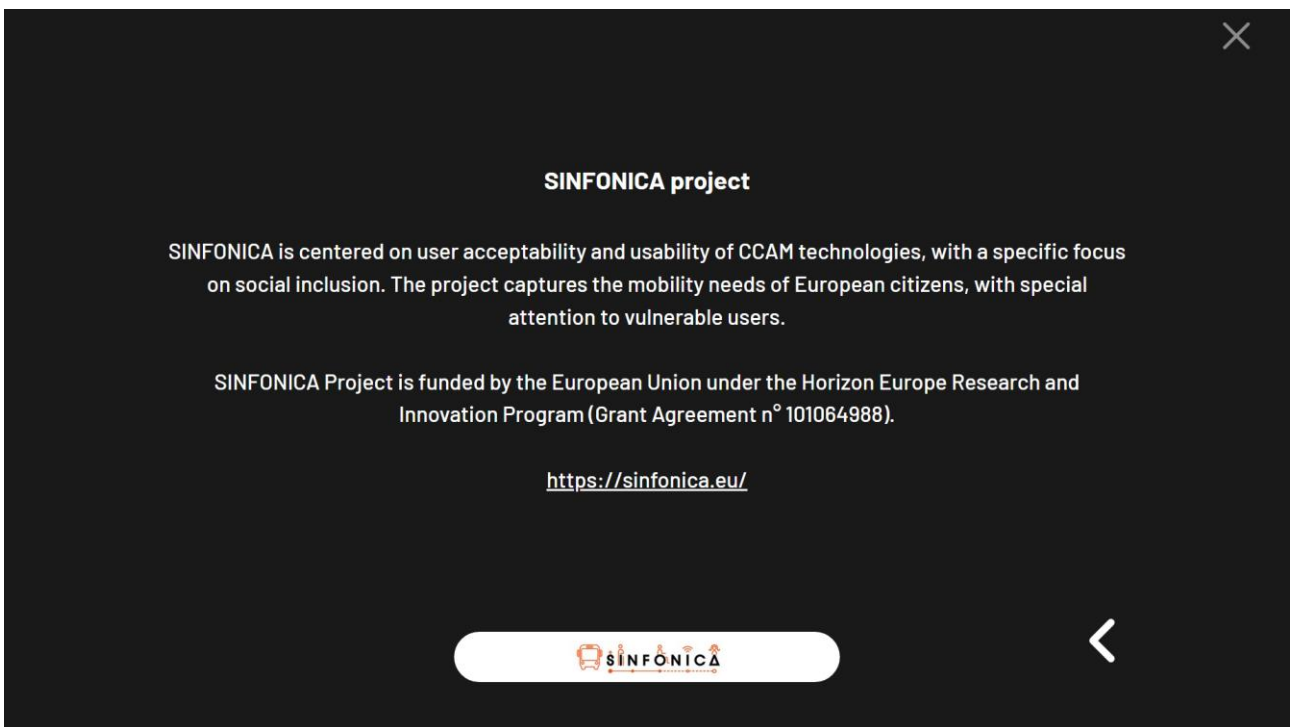 SINFONICA project
SINFONICA is centered on user acceptability and usability of CCAM technologies, with a specific focus
on social inclusion. The project captures the mobility needs of European citizens, with special
attention to vulnerable users.
SINFONICA Project is funded by the European Union under the Horizon Europe Research and
Innovation Program (Grant Agreement n° 101064988).
https://sinfonica.eu/
SINFONICA